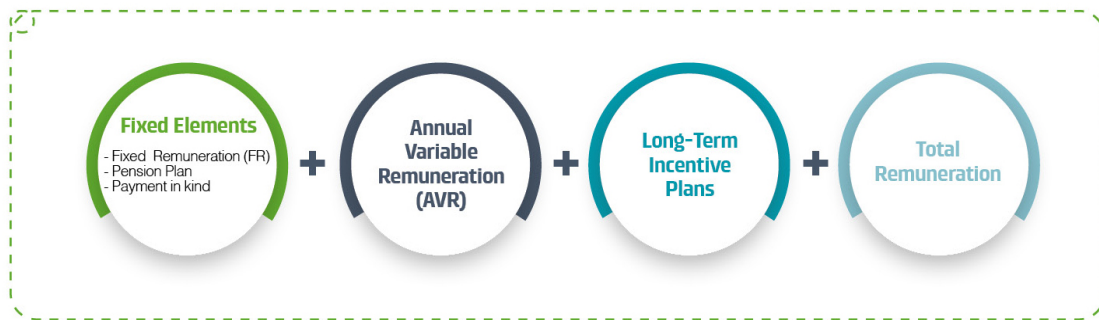 Fixed Elements
- Fixed Remuneration (FR)
- Pension Plan
- Payment in kind
+
Annual
Variable
Remuneration
(AVR)
+
Long-Term
Incentive
Plans
+
Total
Remuneration